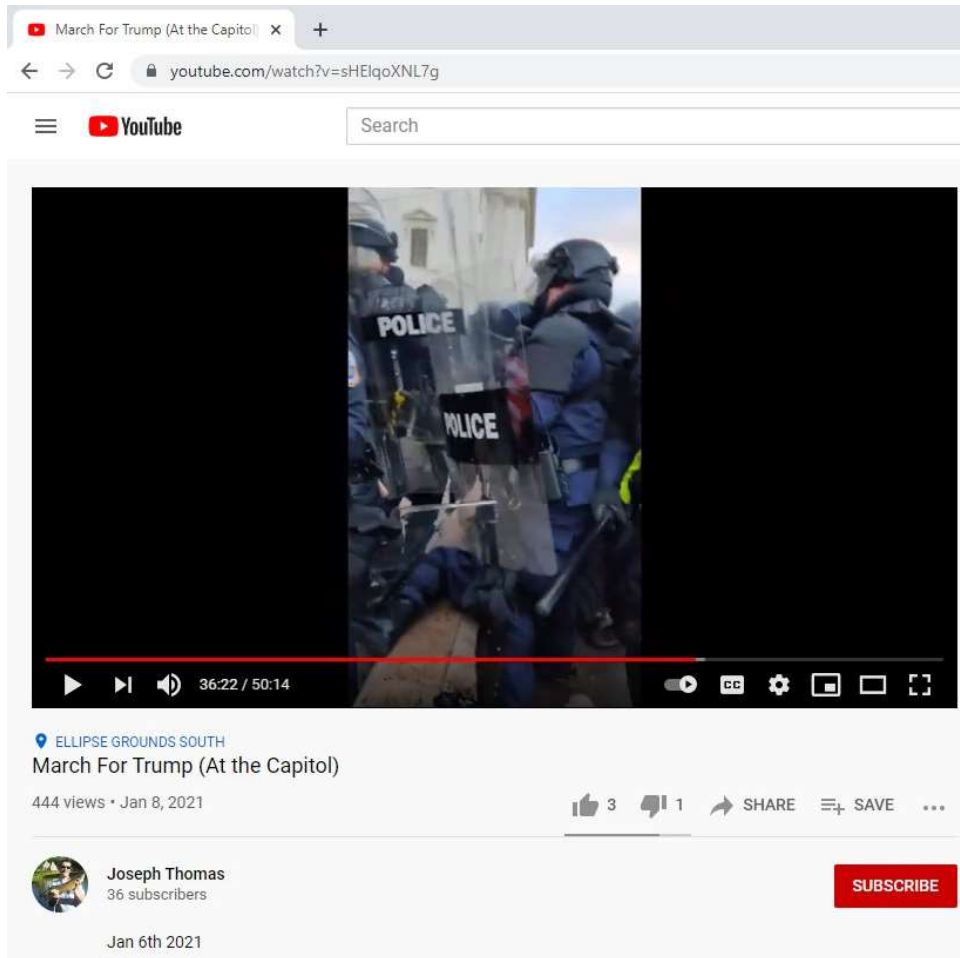 March For Trump (At the Capitol)
youtube.com/watch?v=sHEIqoXNL7g
YouTube
Search
POLICE
POLICE
36:22 / 50:14
CC
ELLIPSE GROUNDS SOUTH
March For Trump (At the Capitol)
444 views • Jan 8, 2021
3
1
SHARE
SAVE
Joseph Thomas
36 subscribers
SUBSCRIBE
Jan 6th 2021